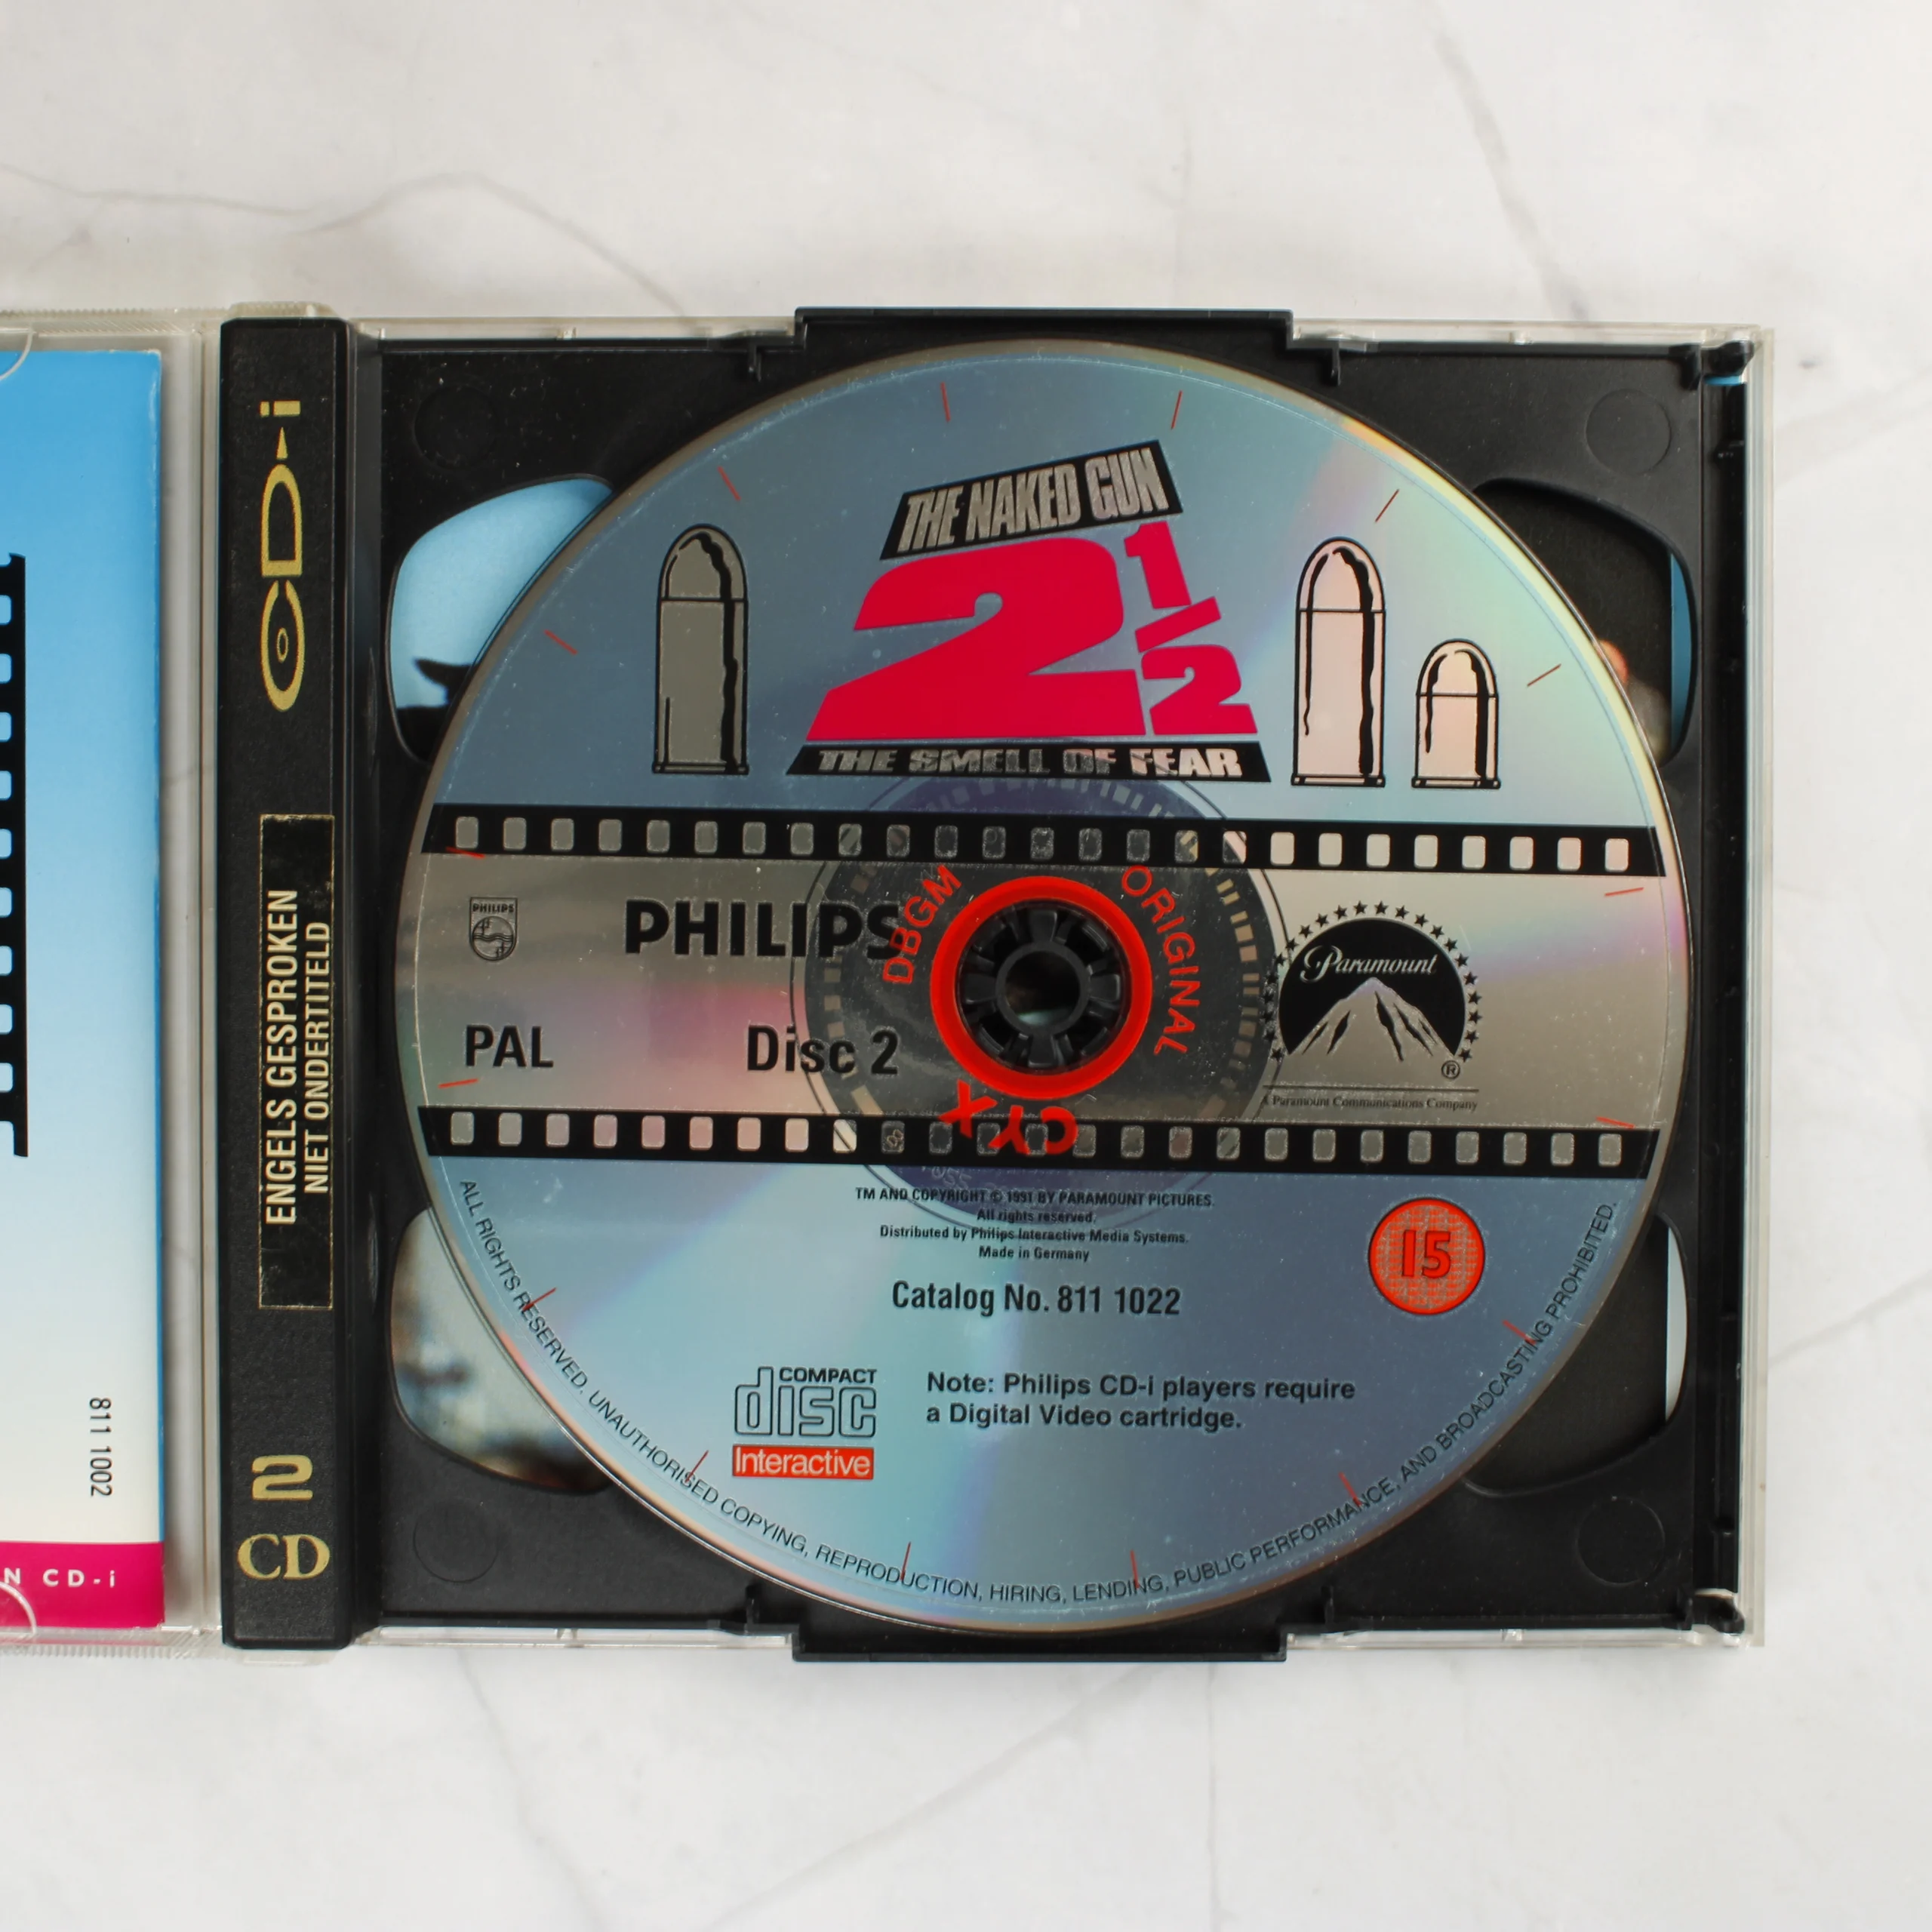 811 1002
N CD-i
CD-i
ENGELS GESPROKEN
NIET ONDERTITELD
2
CD
THE NAKED GUN
2 1/2
THE SMELL OF FEAR
PHILIPS
PHILIPS
DBGM
ORIGINAL
CYX
Paramount
®
A Paramount Communications Company
PAL
Disc 2
TM AND COPYRIGHT © 1991 BY PARAMOUNT PICTURES.
All rights reserved.
Distributed by Philips Interactive Media Systems.
Made in Germany
15
Catalog No. 811 1022
COMPACT
disc
Interactive
Note: Philips CD-i players require
a Digital Video cartridge.
ALL RIGHTS RESERVED. UNAUTHORISED COPYING, REPRODUCTION, HIRING, LENDING, PUBLIC PERFORMANCE, AND BROADCASTING PROHIBITED.